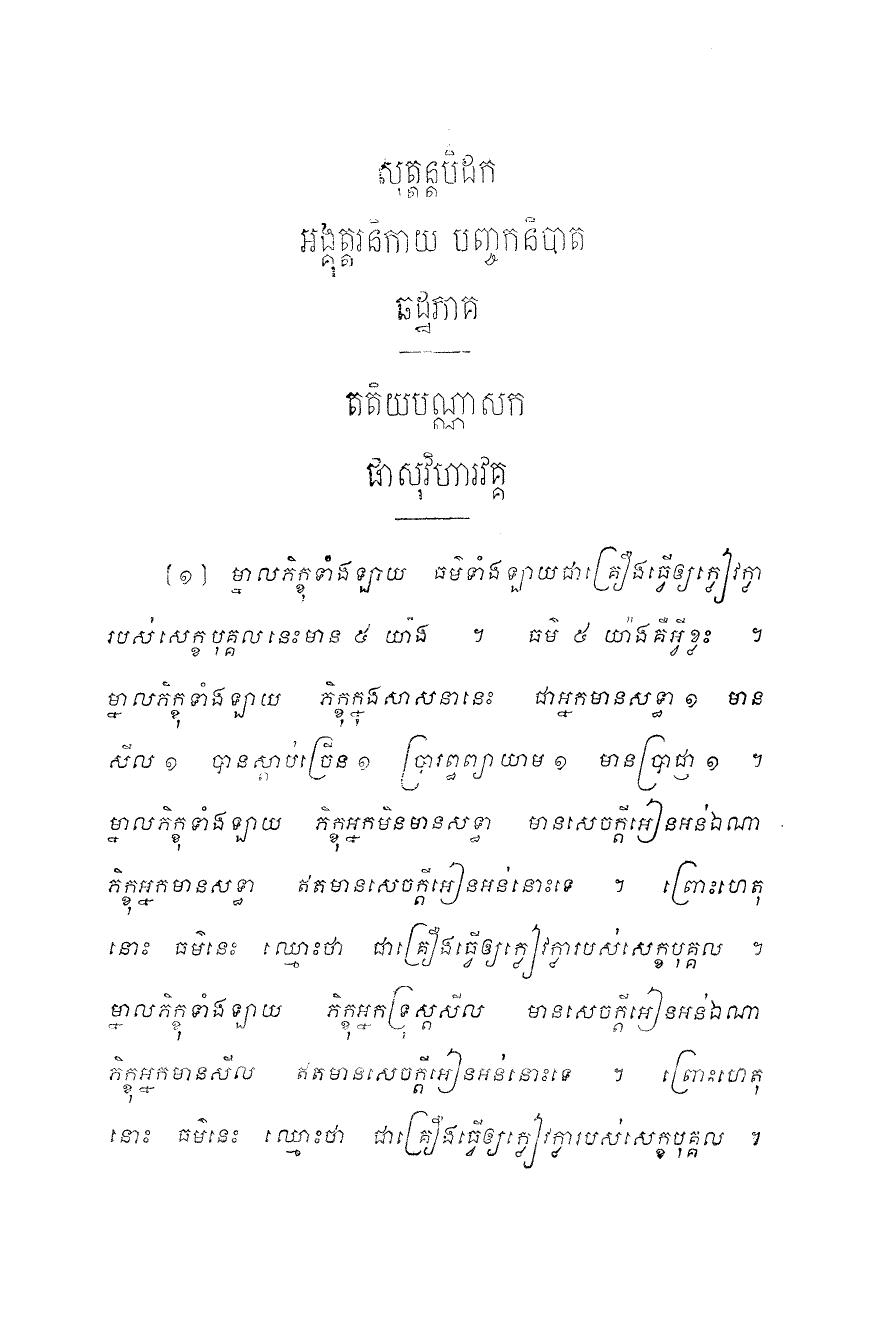 សុត្តន្តបិដក
អង្គុត្តរនិកាយ បញ្ចកនិបាត
ឆដ្ឋភាគ
តតិយបណ្ណាសក
ផាសុវិហារវគ្គ
[១] ម្នាលភិក្ខុទាំងឡាយ ធម៌ទាំងឡាយជាគ្រឿងធ្វើឲ្យក្លៀវក្លា
របស់សេក្ខបុគ្គលនេះមាន ៥ យ៉ាង ។ ធម៌ ៥ យ៉ាងគឺអ្វីខ្លះ ។
ម្នាលភិក្ខុទាំងឡាយ ភិក្ខុក្នុងសាសនានេះ ជាអ្នកមានសទ្ធា ១ មាន
សីល ១ បានស្តាប់ច្រើន ១ ប្រារព្ធព្យាយាម ១ មានប្រាជ្ញា ១ ។
ម្នាលភិក្ខុទាំងឡាយ ភិក្ខុអ្នកមិនមានសទ្ធា មានសេចក្តីអៀនអន់ឯណា
ភិក្ខុអ្នកមានសទ្ធា ឥតមានសេចក្តីអៀនអន់នោះទេ ។ ព្រោះហេតុ
នោះ ធម៌នេះ ឈ្មោះថា ជាគ្រឿងធ្វើឲ្យក្លៀវក្លារបស់សេក្ខបុគ្គល ។
ម្នាលភិក្ខុទាំងឡាយ ភិក្ខុអ្នកទ្រុស្តសីល មានសេចក្តីអៀនអន់ឯណា
ភិក្ខុអ្នកមានសីល ឥតមានសេចក្តីអៀនអន់នោះទេ ។ ព្រោះហេតុ
នោះ ធម៌នេះ ឈ្មោះថា ជាគ្រឿងធ្វើឲ្យក្លៀវក្លារបស់សេក្ខបុគ្គល ។